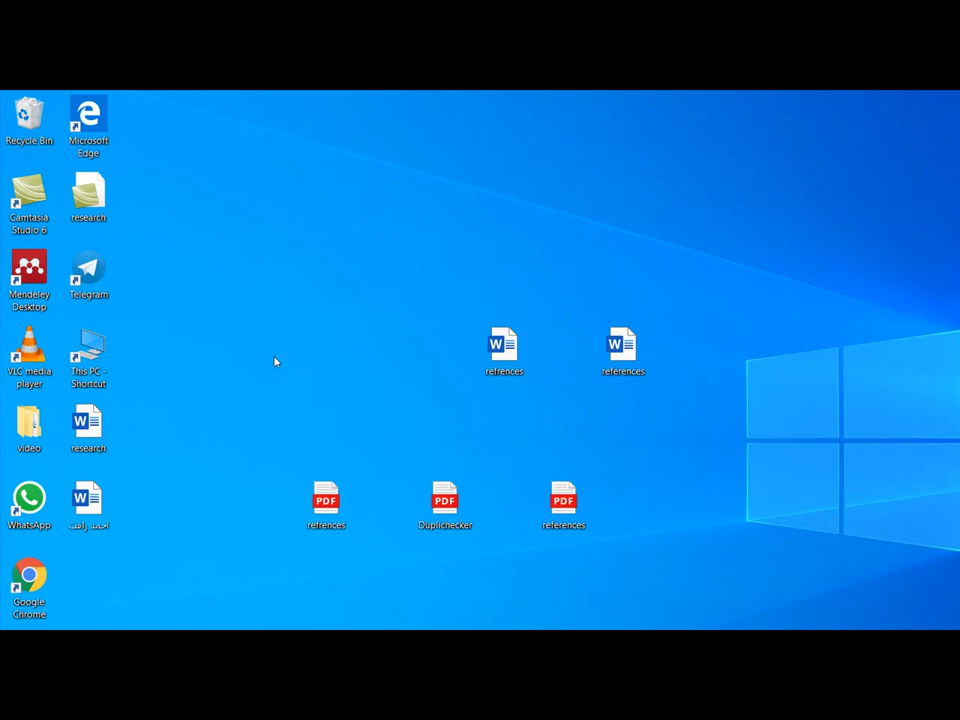 Recycle Bin
Microsoft
Edge
Camtasia
Studio 6
research
Mendeley
Desktop
Telegram
VLC media
player
This PC -
Shortcut
W
refrences
W
references
video
W
research
WhatsApp
W
احمد رافت
PDF
refrences
PDF
Duplichecker
PDF
references
Google
Chrome